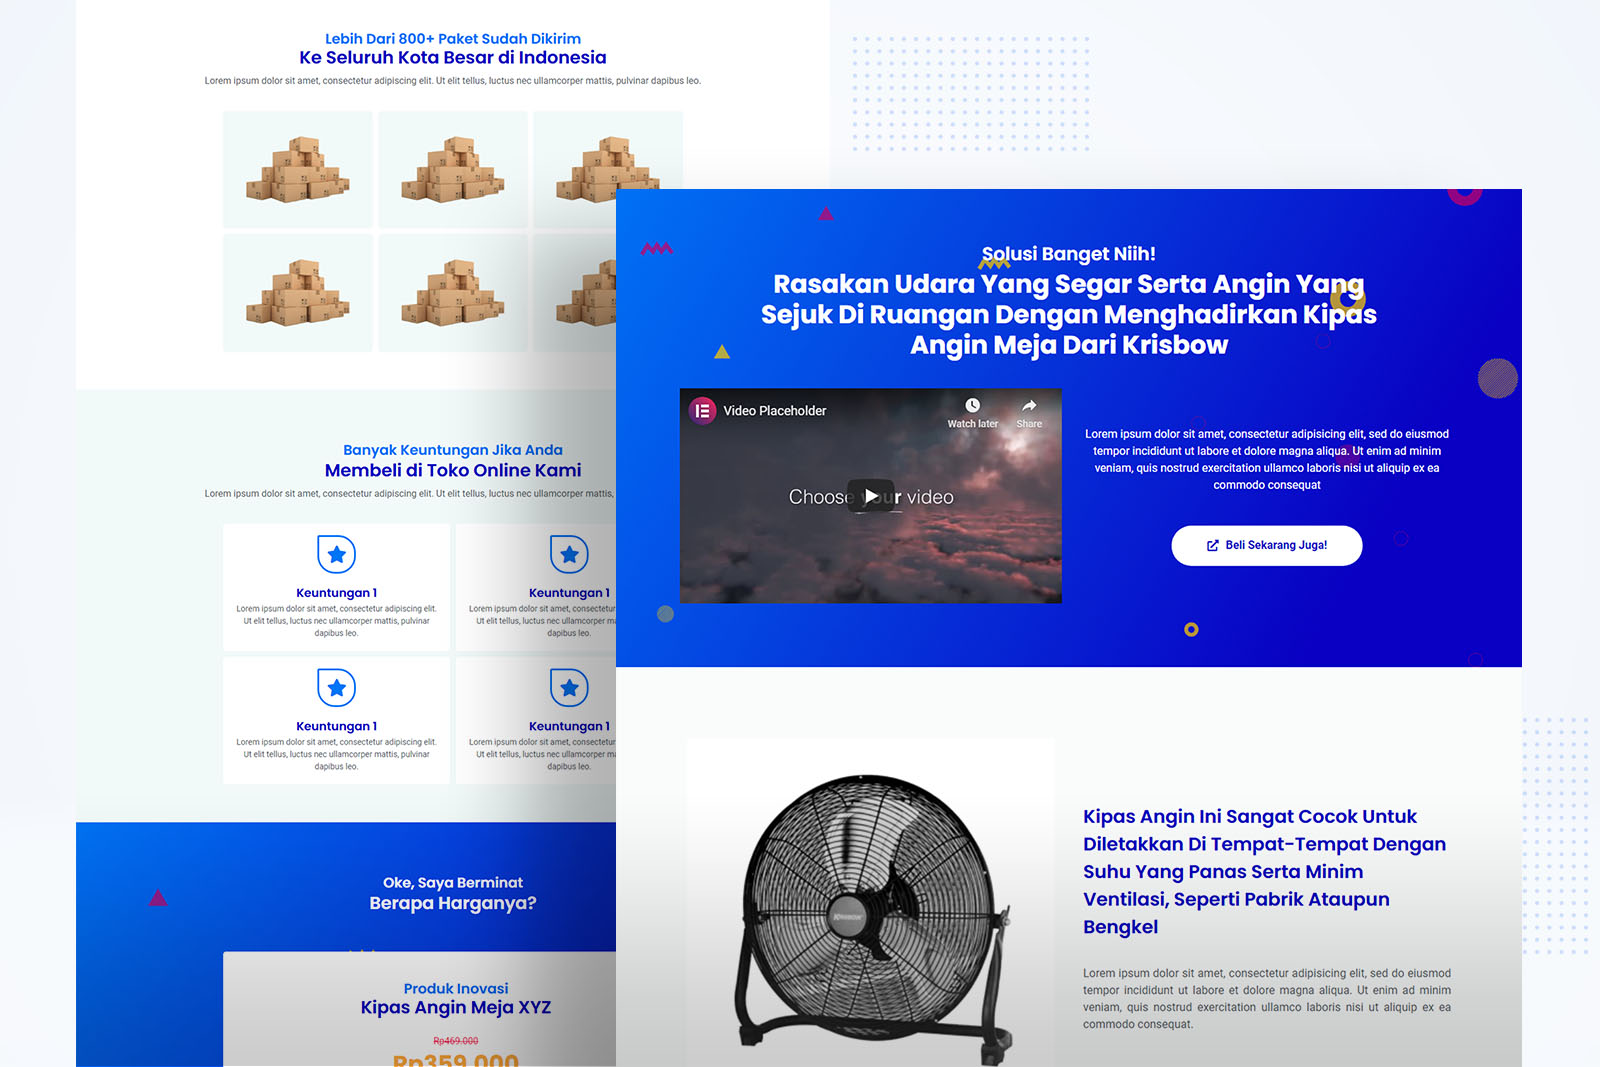 Lebih Dari 800+ Paket Sudah Dikirim
Ke Seluruh Kota Besar di Indonesia
Lorem ipsum dolor sit amet, consectetur adipiscing elit. Ut elit tellus, luctus nec ullamcorper mattis, pulvinar dapibus leo.
Banyak Keuntungan Jika Anda
Membeli di Toko Online Kami
Lorem ipsum dolor sit amet, consectetur adipiscing elit. Ut elit tellus, luctus nec ullamcorper mattis,
Keuntungan 1
Lorem ipsum dolor sit amet, consectetur adipiscing elit.
Ut elit tellus, luctus nec ullamcorper mattis, pulvinar
dapibus leo.
Keuntungan 1
Lorem ipsum dolor sit amet, consectetur
Ut elit tellus, luctus nec ullamcorper
dapibus leo.
Keuntungan 1
Lorem ipsum dolor sit amet, consectetur adipiscing elit.
Ut elit tellus, luctus nec ullamcorper mattis, pulvinar
dapibus leo.
Keuntungan 1
Lorem ipsum dolor sit amet, consectetur
Ut elit tellus, luctus nec ullamcorper
dapibus leo.
Oke, Saya Berminat
Berapa Harganya?
Produk Inovasi
Kipas Angin Meja XYZ
Rp469.000
Rp359.000
Solusi Banget Niih!
Rasakan Udara Yang Segar Serta Angin Yang
Sejuk Di Ruangan Dengan Menghadirkan Kipas
Angin Meja Dari Krisbow
Video Placeholder
Watch later
Share
Choose your video
Lorem ipsum dolor sit amet, consectetur adipisicing elit, sed do eiusmod
tempor incididunt ut labore et dolore magna aliqua. Ut enim ad minim
veniam, quis nostrud exercitation ullamco laboris nisi ut aliquip ex ea
commodo consequat
Beli Sekarang Juga!
KRISBOW
Kipas Angin Ini Sangat Cocok Untuk
Diletakkan Di Tempat-Tempat Dengan
Suhu Yang Panas Serta Minim
Ventilasi, Seperti Pabrik Ataupun
Bengkel
Lorem ipsum dolor sit amet, consectetur adipisicing elit, sed do eiusmod
tempor incididunt ut labore et dolore magna aliqua. Ut enim ad minim
veniam, quis nostrud exercitation ullamco laboris nisi ut aliquip ex ea
commodo consequat.